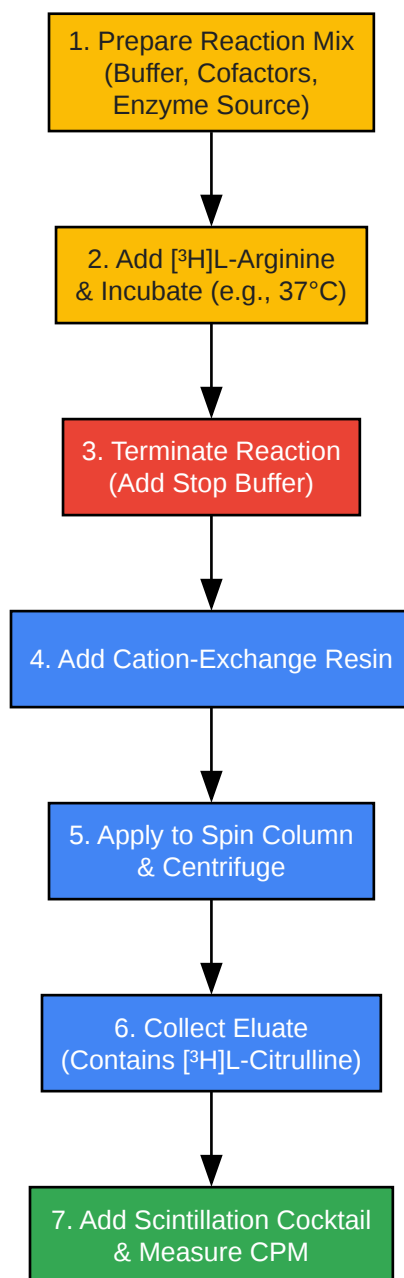 1. Prepare Reaction Mix
(Buffer, Cofactors,
Enzyme Source)
2. Add [³H]L-Arginine
& Incubate (e.g., 37°C)
3. Terminate Reaction
(Add Stop Buffer)
4. Add Cation-Exchange Resin
5. Apply to Spin Column
& Centrifuge
6. Collect Eluate
(Contains [³H]L-Citrulline)
7. Add Scintillation Cocktail
& Measure CPM